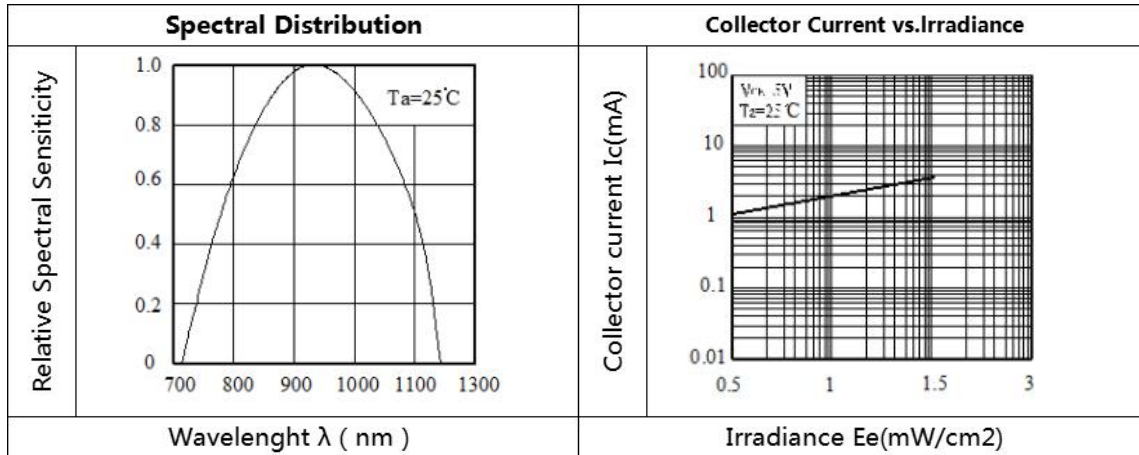 Spectral Distribution
Collector Current vs.Irradiance
Relative Spectral Sensiticity
1.0
0.8
0.6
0.4
0.2
0
Ta=25°C
700 800 900 1000 1100 1300
Wavelenght λ ( nm )
Collector current Ic(mA)
100
10
1
0.1
0.01
5V
Ta=25°C
0.5 1 1.5 3
Irradiance Ee(mW/cm2)